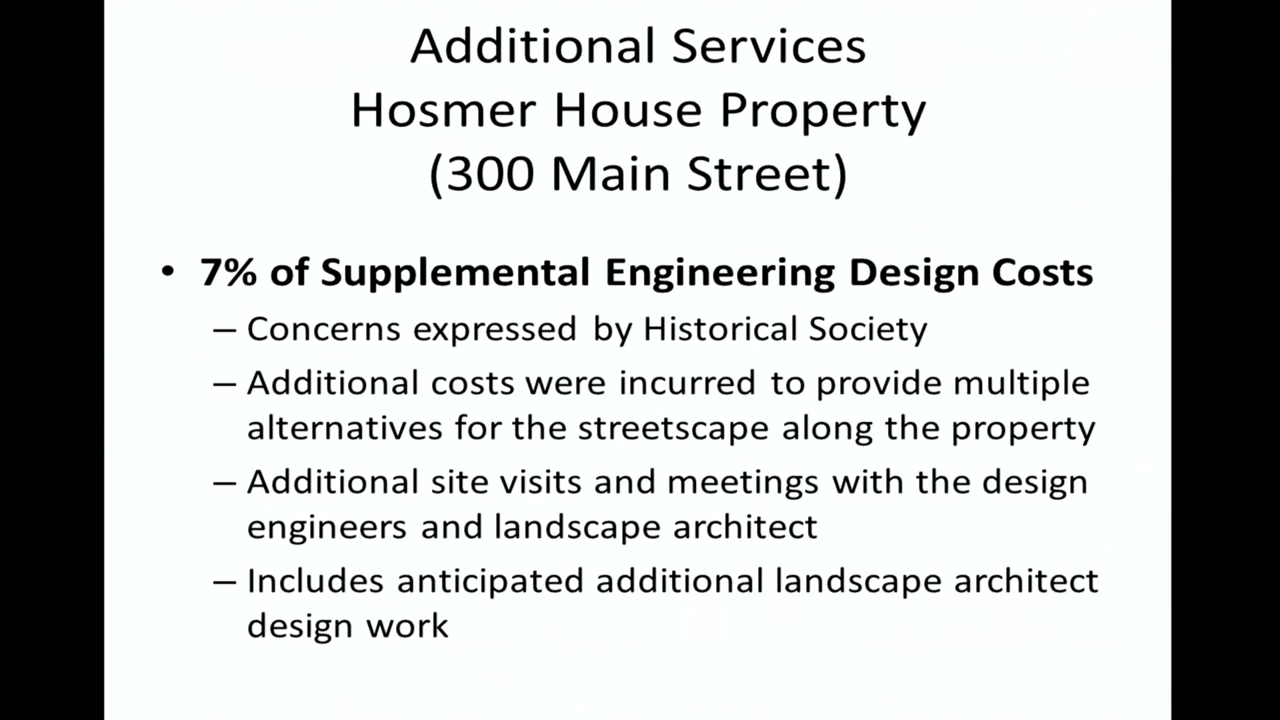 Additional Services
Hosmer House Property
(300 Main Street)
• 7% of Supplemental Engineering Design Costs
– Concerns expressed by Historical Society
– Additional costs were incurred to provide multiple
alternatives for the streetscape along the property
– Additional site visits and meetings with the design
engineers and landscape architect
– Includes anticipated additional landscape architect
design work